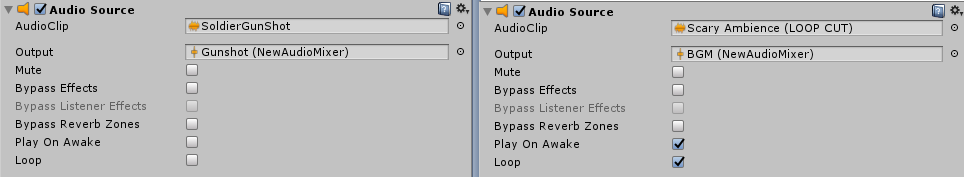 Audio Source
AudioClip SoldierGunShot
Output Gunshot (NewAudioMixer)
Mute
Bypass Effects
Bypass Listener Effects
Bypass Reverb Zones
Play On Awake
Loop
Audio Source
AudioClip Scary Ambience (LOOP CUT)
Output BGM (NewAudioMixer)
Mute
Bypass Effects
Bypass Listener Effects
Bypass Reverb Zones
Play On Awake
Loop